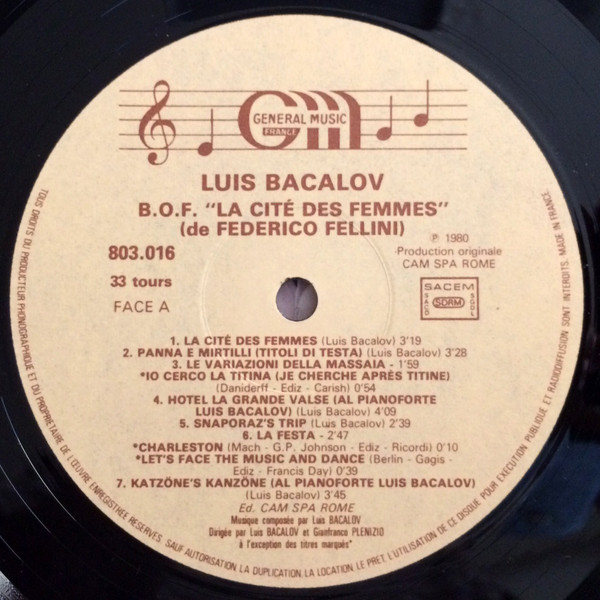 GM
GENERAL MUSIC
FRANCE
LUIS BACALOV
B.O.F. "LA CITÉ DES FEMMES"
(de FEDERICO FELLINI)
803.016
33 tours
FACE A
℗ 1980
Production originale
CAM SPA ROME
SACEM
SACD
SDRM
SGDL
1. LA CITÉ DES FEMMES (Luis Bacalov) 3'19
2. PANNA E MIRTILLI (TITOLI DI TESTA) (Luis Bacalov) 3'28
3. LE VARIAZIONI DELLA MASSAIA - 1'59
*IO CERCO LA TITINA (JE CHERCHE APRÈS TITINE)
(Daniderff - Ediz - Carish) 0'54
4. HOTEL LA GRANDE VALSE (AL PIANOFORTE
LUIS BACALOV) (Luis Bacalov) 4'09
5. SNAPORAZ'S TRIP (Luis Bacalov) 2'39
6. LA FESTA - 2'47
*CHARLESTON (Mach - G.P. Johnson - Ediz - Ricordi) 0'10
*LET'S FACE THE MUSIC AND DANCE (Berlin - Gagis -
Ediz - Francis Day) 0'39
7. KATZÖNE'S KANZÖNE (AL PIANOFORTE LUIS BACALOV)
(Luis Bacalov) 3'45
Ed. CAM SPA ROME
Musique composée par Luis BACALOV
Dirigée par Luis BACALOV et Gianfranco PLENIZIO
à l'exception des titres marqués*
TOUS DROITS DU PRODUCTEUR PHONOGRAPHIQUE ET DU PROPRIÉTAIRE DE L'ŒUVRE ENREGISTRÉE RÉSERVÉS. SAUF AUTORISATION LA DUPLICATION, LA LOCATION, LE PRÊT, L'UTILISATION DE CE DISQUE POUR EXÉCUTION PUBLIQUE ET RADIODIFFUSION SONT INTERDITS. MADE IN FRANCE.